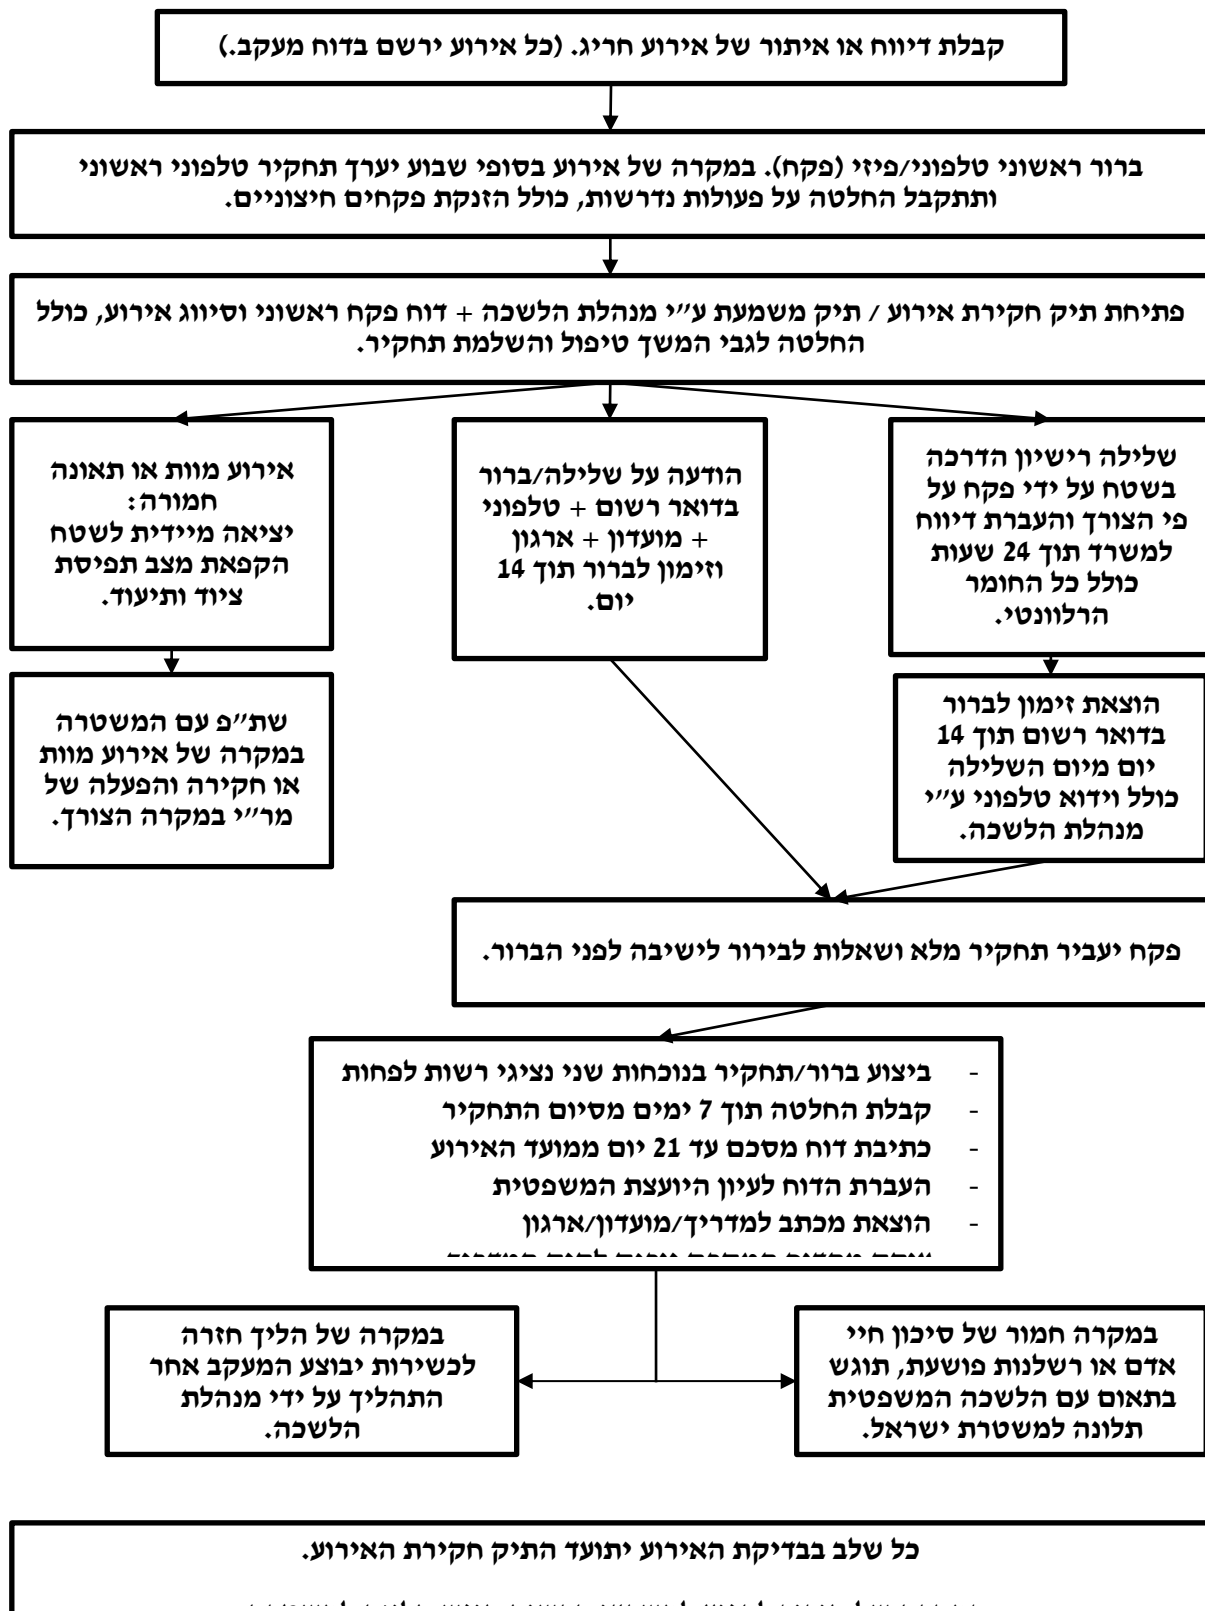 קבלת דיווח או איתור של אירוע חריג. (כל אירוע ירשם בדוח מעקב.)
ברור ראשוני טלפוני/פיזי (פקח). במקרה של אירוע בסופי שבוע יערך תחקיר טלפוני ראשוני
ותתקבל החלטה על פעולות נדרשות, כולל הזנקת פקחים חיצוניים.
פתיחת תיק חקירת אירוע / תיק משמעת ע״י מנהלת הלשכה + דוח פקח ראשוני וסיווג אירוע, כולל
החלטה לגבי המשך טיפול והשלמת תחקיר.
שלילה רישיון הדרכה
בשטח על ידי פקח על
פי הצורך והעברת דיווח
למשרד תוך 24 שעות
כולל כל החומר
הרלוונטי.
הודעה על שלילה/ברור
בדואר רשום + טלפוני
+ מועדון + ארגון
וזימון לברור תוך 14
יום.
אירוע מוות או תאונה
חמורה:
יציאה מיידית לשטח
הקפאת מצב תפיסת
ציוד ותיעוד.
הוצאת זימון לברור
בדואר רשום תוך 14
יום מיום השלילה
כולל וידוא טלפוני ע״י
מנהלת הלשכה.
שת״פ עם המשטרה
במקרה של אירוע מוות
או חקירה והפעלה של
מר״י במקרה הצורך.
פקח יעביר תחקיר מלא ושאלות לבירור לישיבה לפני הברור.
- ביצוע ברור/תחקיר בנוכחות שני נציגי רשות לפחות
- קבלת החלטה תוך 7 ימים מסיום התחקיר
- כתיבת דוח מסכם עד 21 יום ממועד האירוע
- העברת הדוח לעיון היועצת המשפטית
- הוצאת מכתב למדריך/מועדון/ארגון
במקרה חמור של סיכון חיי
אדם או רשלנות פושעת, תוגש
בתאום עם הלשכה המשפטית
תלונה למשטרת ישראל.
במקרה של הליך חזרה
לכשירות יבוצע המעקב אחר
התהליך על ידי מנהלת
הלשכה.
כל שלב בבדיקת האירוע יתועד התיק חקירת האירוע.